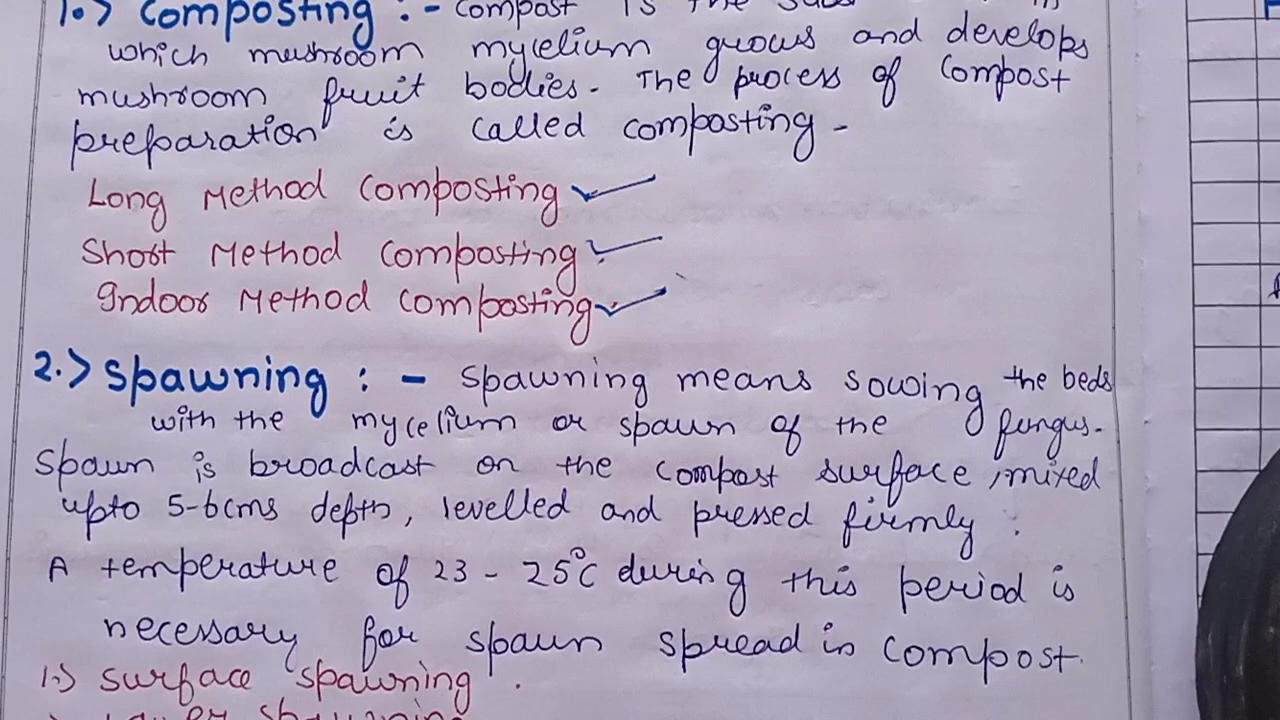 1.> Composting :- Compost is the
which mushroom mycelium grows and develops
mushroom fruit bodies. The process of compost
preparation is called composting.
Long Method Composting
Short Method Composting
Indoor Method Composting
2.> Spawning :- Spawning means sowing the beds
with the mycelium or spawn of the fungus.
Spawn is broadcast on the compost surface, mixed
upto 5-6cms depth, levelled and pressed firmly.
A temperature of 23-25°C during this period is
necessary for spawn spread in compost.
1.) Surface spawning.
spawning